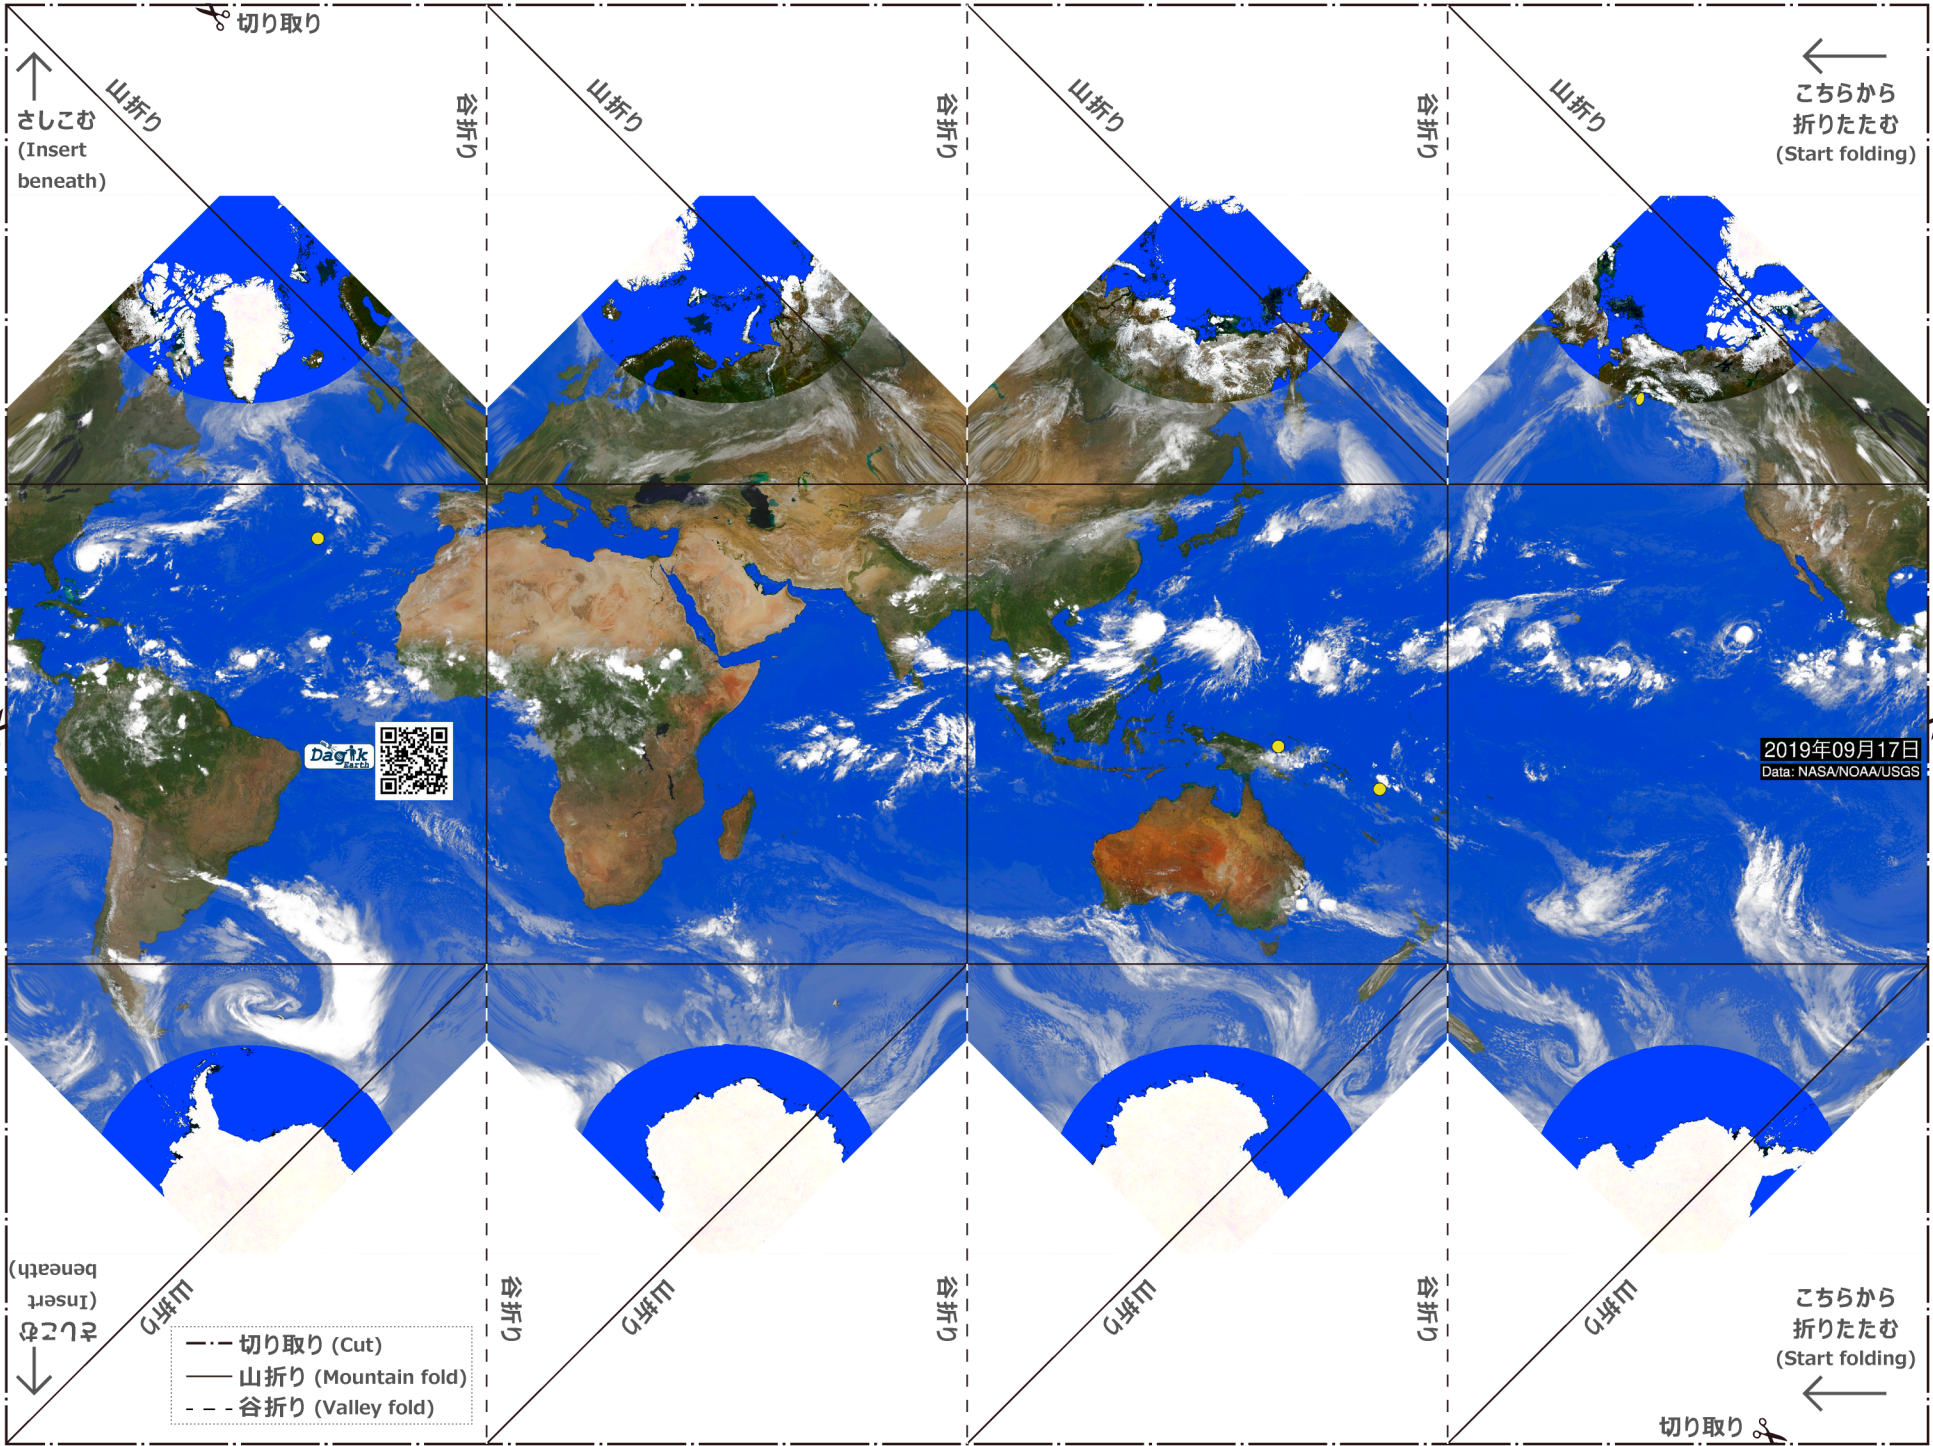 切り取り
山折り
谷折り
山折り
谷折り
山折り
谷折り
山折り
さしこむ
(Insert
beneath)
こちらから
折りたたむ
(Start folding)
Dagik
Earth
2019年09月17日
Data: NASA/NOAA/USGS
さしこむ
(Insert
beneath)
山折り
谷折り
山折り
谷折り
山折り
谷折り
山折り
切り取り (Cut)
山折り (Mountain fold)
谷折り (Valley fold)
こちらから
折りたたむ
(Start folding)
切り取り